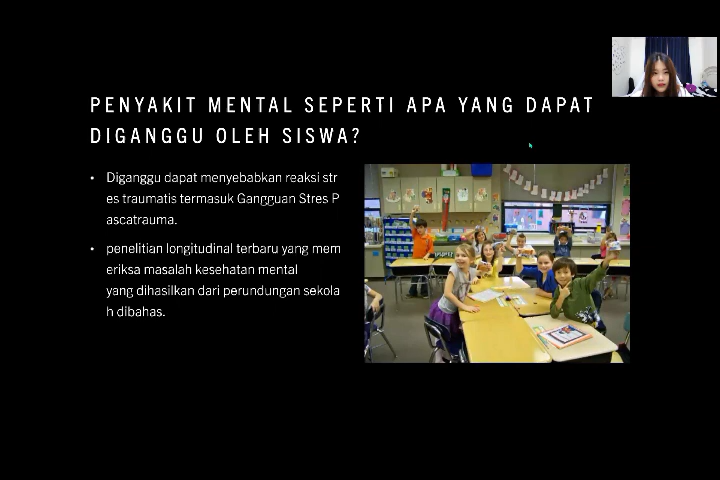 PENYAKIT MENTAL SEPERTI APA YANG DAPAT
DIGANGGU OLEH SISWA?
• Diganggu dapat menyebabkan reaksi str
es traumatis termasuk Gangguan Stres P
ascatrauma.
• penelitian longitudinal terbaru yang mem
eriksa masalah kesehatan mental
yang dihasilkan dari perundungan sekola
h dibahas.